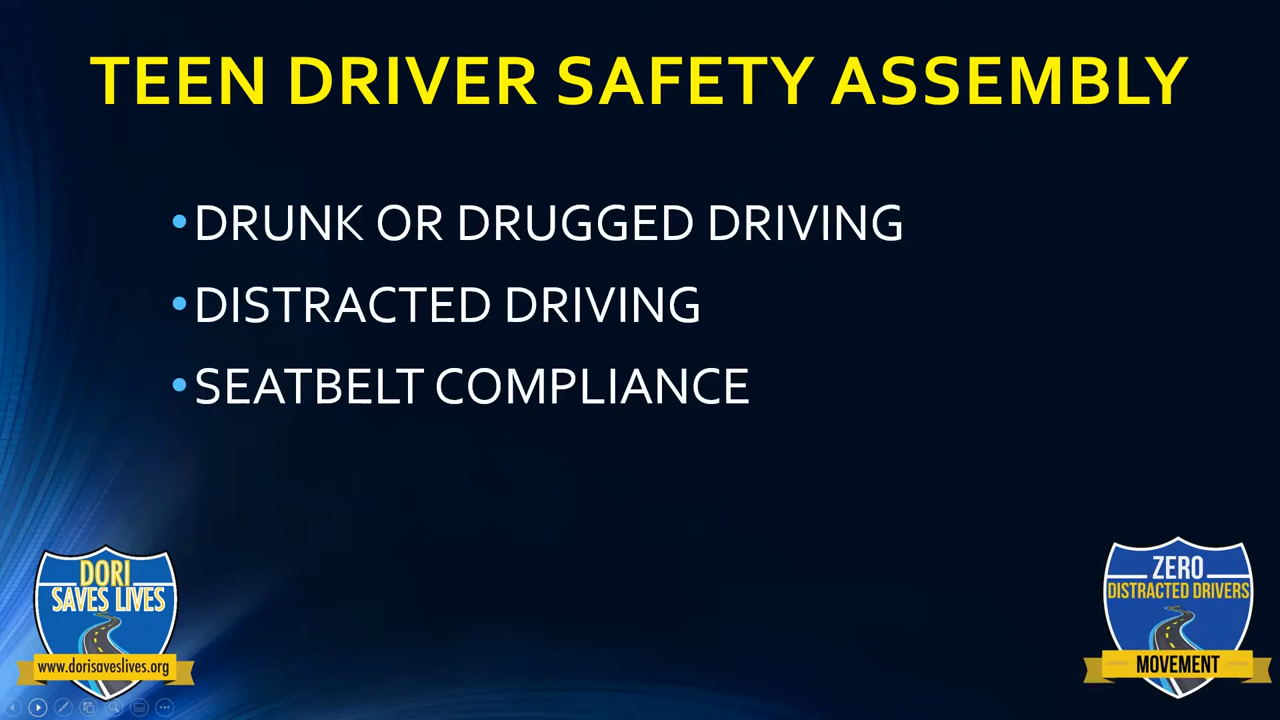 TEEN DRIVER SAFETY ASSEMBLY
•DRUNK OR DRUGGED DRIVING
•DISTRACTED DRIVING
•SEATBELT COMPLIANCE
DORI
SAVES LIVES
www.dorisaveslives.org
ZERO
DISTRACTED DRIVERS
MOVEMENT